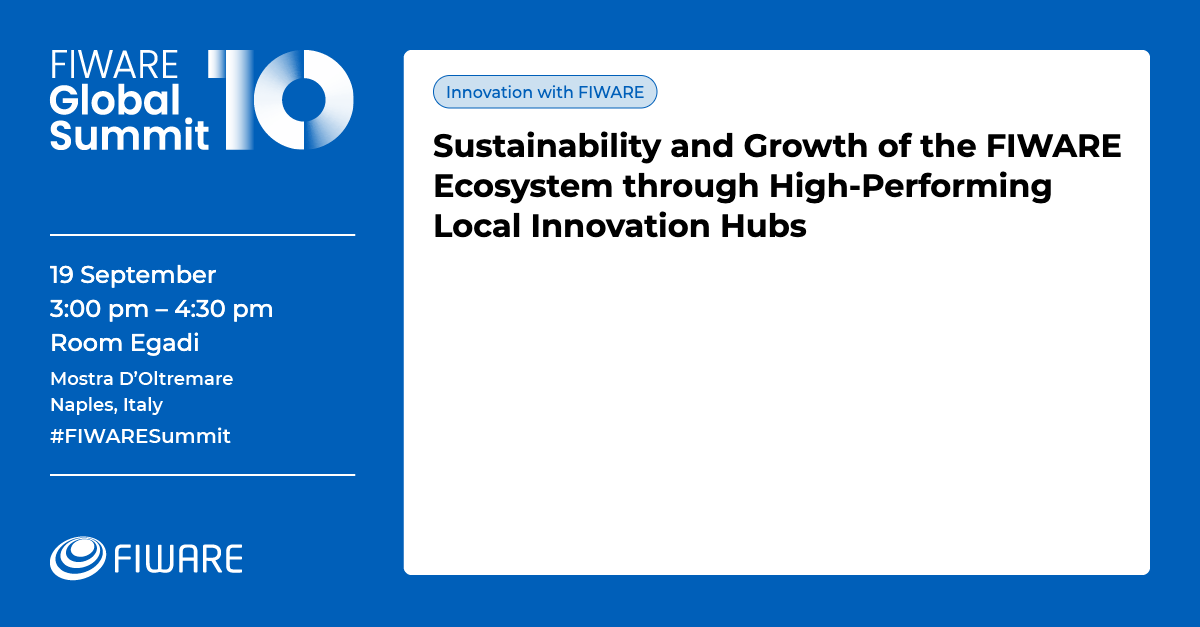 FIWARE
Global
Summit
10
19 September
3:00 pm – 4:30 pm
Room Egadi
Mostra D’Oltremare
Naples, Italy
#FIWARESummit
FIWARE
Innovation with FIWARE
Sustainability and Growth of the FIWARE
Ecosystem through High-Performing
Local Innovation Hubs